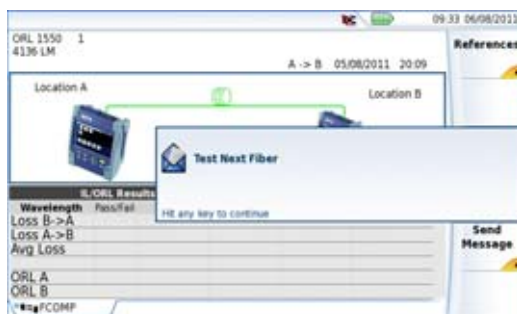 09:33 06/08/2011
ORL 1550 1
4136 LM
References
A -> B 05/08/2011 20:09
Location A
Location B
Test Next Fiber
IL/ORL Results
Wavelength Pass/Fail
Hit any key to continue
Loss B->A
Loss A->B
Avg Loss
Send
Message
ORL A
ORL B
FCOMP